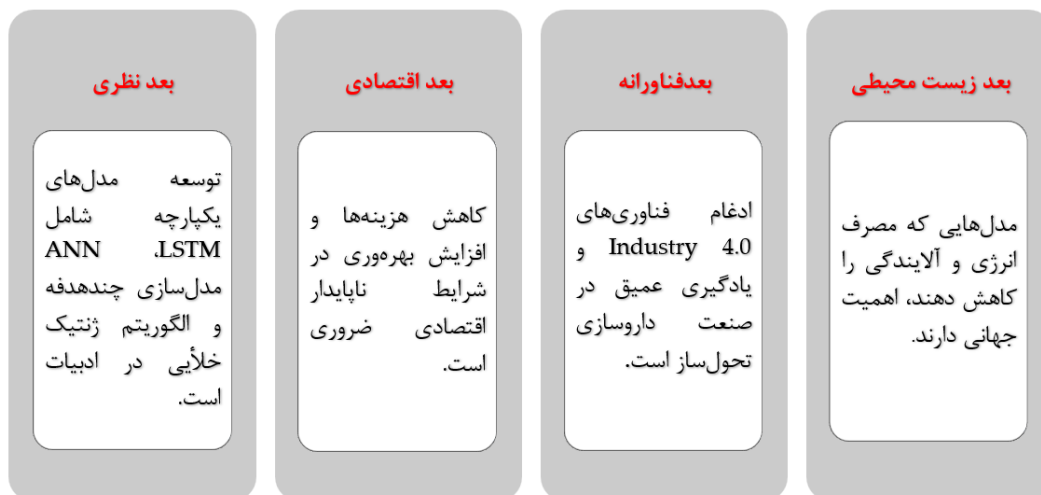 بعد زیست محیطی
مدل‌هایی که مصرف
انرژی و آلایندگی را
کاهش دهند، اهمیت
جهانی دارند.
بعدفناورانه
ادغام فناوری‌های
Industry 4.0 و
یادگیری عمیق در
صنعت داروسازی
تحول‌ساز است.
بعد اقتصادی
کاهش هزینه‌ها و
افزایش بهره‌وری در
شرایط ناپایدار
اقتصادی ضروری
است.
بعد نظری
توسعه مدل‌های
یکپارچه شامل
ANN ،LSTM
مدل‌سازی چندهدفه
و الگوریتم ژنتیک
خلأیی در ادبیات
است.